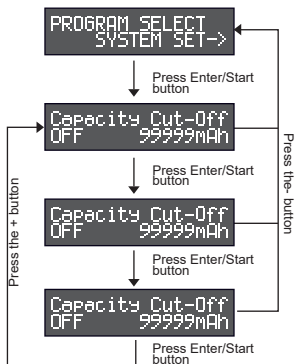 PROGRAM SELECT
SYSTEM SET->
Press Enter/Start
button
Capacity Cut-Off
OFF 99999mAh
Press Enter/Start
button
Capacity Cut-Off
OFF 99999mAh
Press Enter/Start
button
Capacity Cut-Off
OFF 99999mAh
Press Enter/Start
button
Press the + button
Press the- button